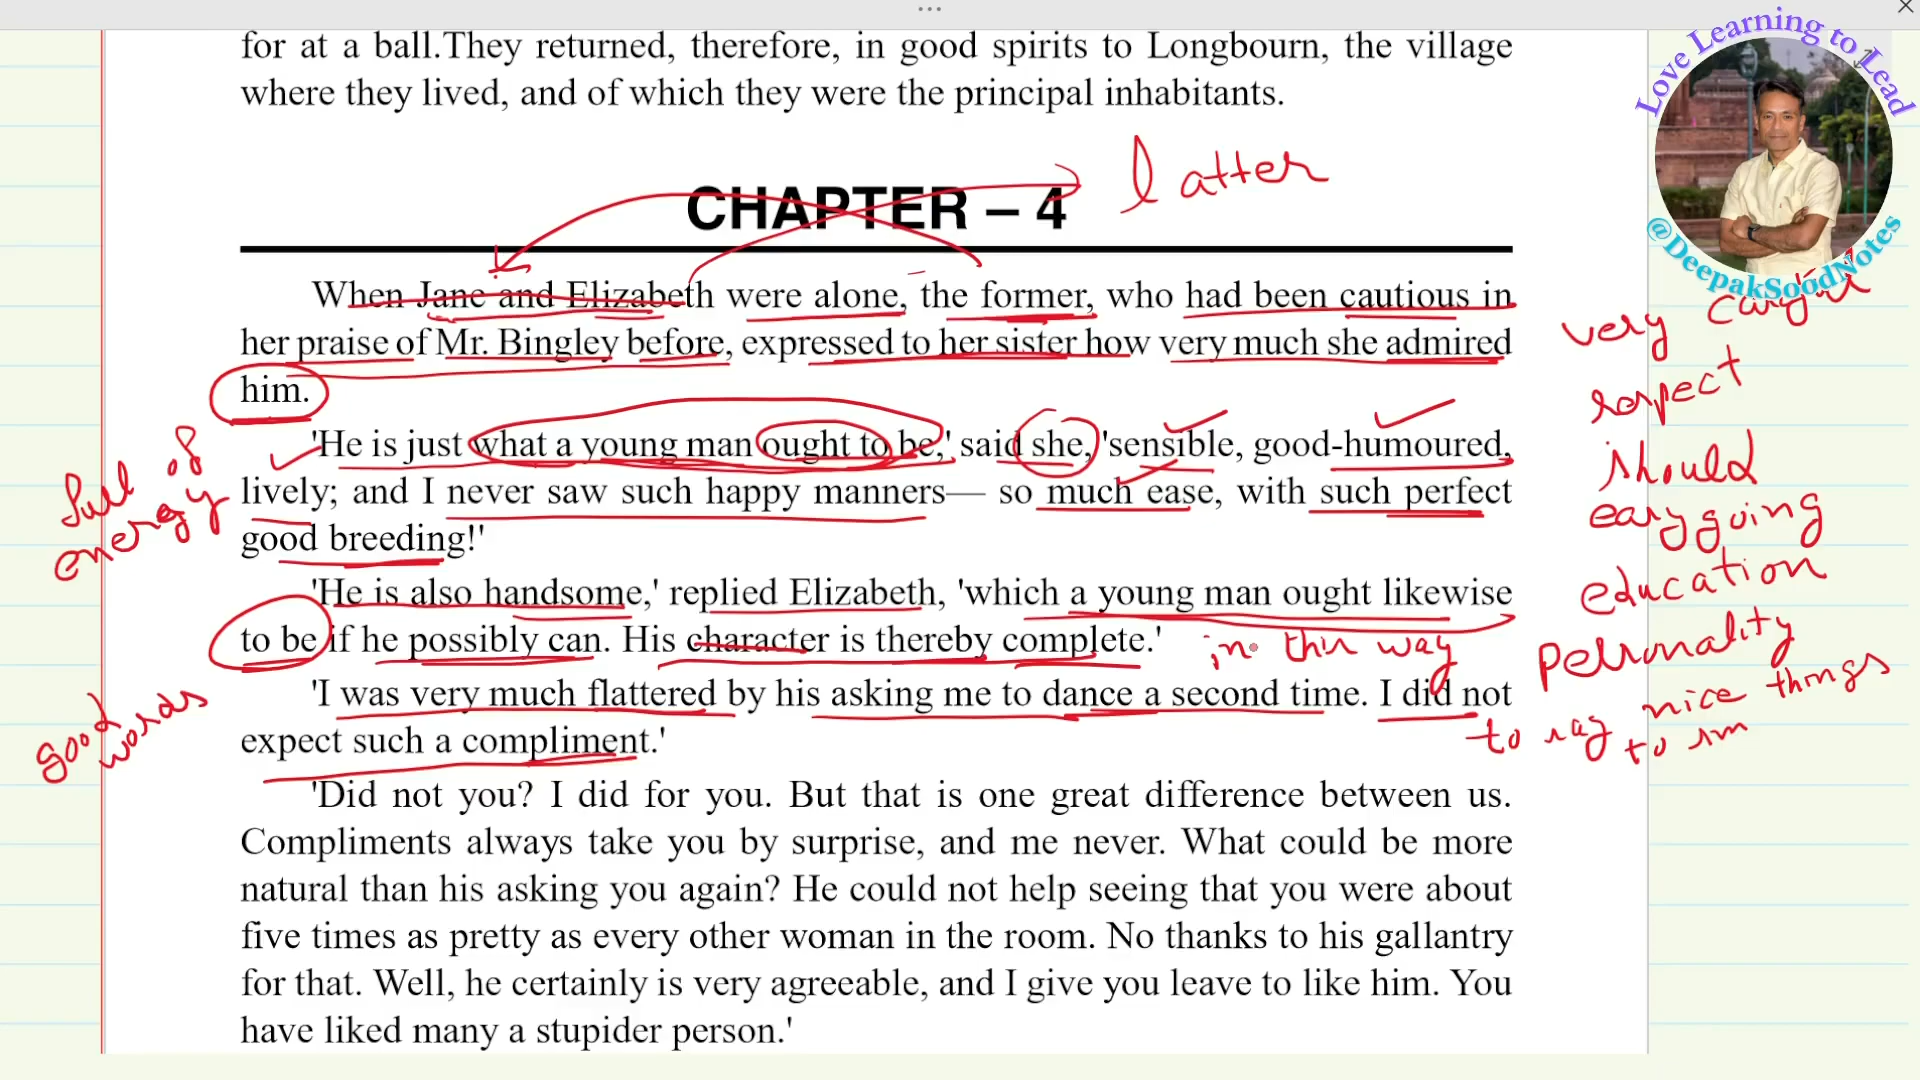 Love Learning to Lead
@DeepakSoodNotes
for at a ball.They returned, therefore, in good spirits to Longbourn, the village
where they lived, and of which they were the principal inhabitants.
latter
CHAPTER – 4
When Jane and Elizabeth were alone, the former, who had been cautious in
very careful
her praise of Mr. Bingley before, expressed to her sister how very much she admired
respect
him.
'He is just what a young man ought to be,' said she, 'sensible, good-humoured,
should
full of energy
lively; and I never saw such happy manners— so much ease, with such perfect
easy going
good breeding!'
education
'He is also handsome,' replied Elizabeth, 'which a young man ought likewise
to be if he possibly can. His character is thereby complete.'
in this way
personality
good words
'I was very much flattered by his asking me to dance a second time. I did not
to say nice things
to sm
expect such a compliment.'
'Did not you? I did for you. But that is one great difference between us.
Compliments always take you by surprise, and me never. What could be more
natural than his asking you again? He could not help seeing that you were about
five times as pretty as every other woman in the room. No thanks to his gallantry
for that. Well, he certainly is very agreeable, and I give you leave to like him. You
have liked many a stupider person.'